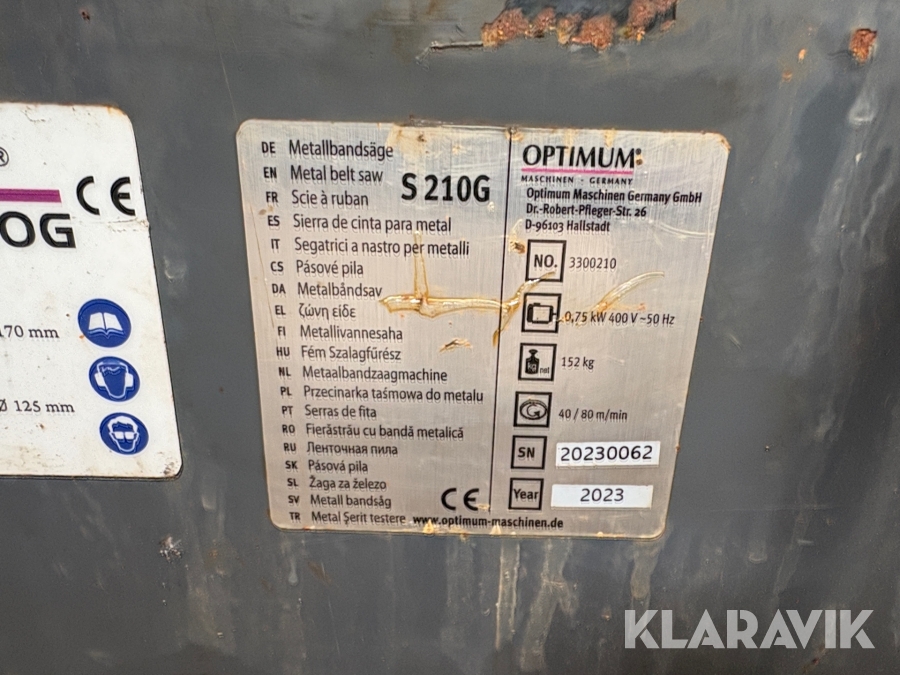 ®
CE
OG
170 mm
Ø 125 mm
DE Metallbandsäge
EN Metal belt saw
FR Scie à ruban
S 210G
ES Sierra de cinta para metal
IT Segatrici a nastro per metalli
CS Pásové pila
DA Metalbåndsav
EL ζώνη είδε
FI Metallivannesaha
HU Fém Szalagfűrész
NL Metaalbandzaagmachine
PL Przecinarka taśmowa do metalu
PT Serras de fita
RO Fierăstrău cu bandă metalică
RU Ленточная пила
SK Pásová pila
SL Žaga za železo
SV Metall bandsåg
TR Metal Şerit testere
CE
www.optimum-maschinen.de
OPTIMUM
MASCHINEN - GERMANY
Optimum Maschinen Germany GmbH
Dr.-Robert-Pfleger-Str. 26
D-96103 Hallstadt
NO. 3300210
0,75 kW 400 V ~50 Hz
kg net 152 kg
40 / 80 m/min
SN 20230062
Year 2023
KLARAVIK